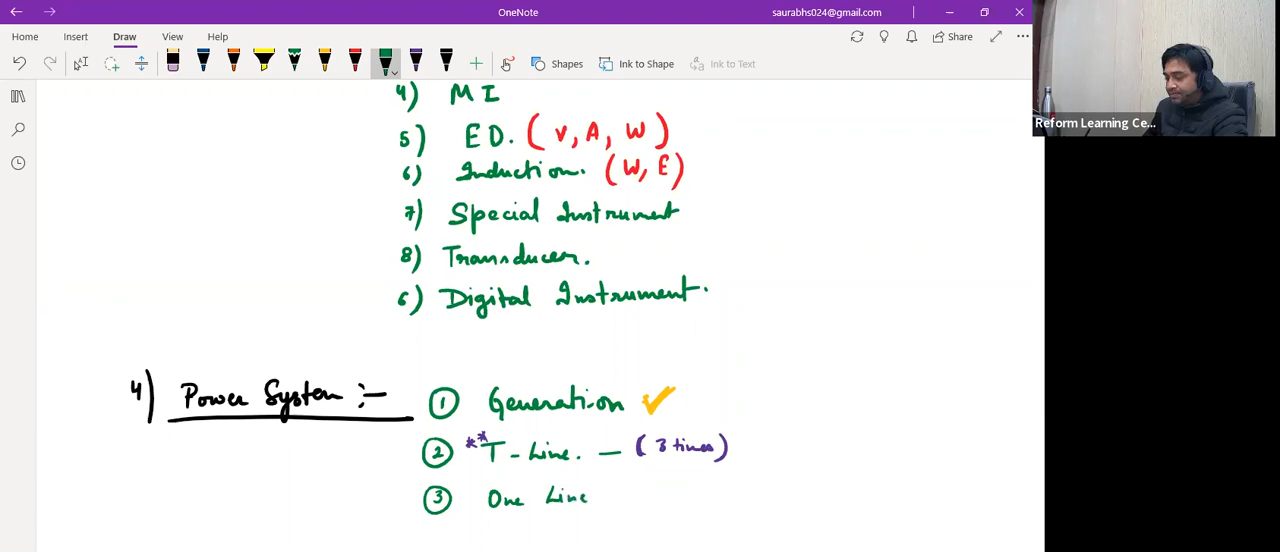 OneNote
saurabhs024@gmail.com
Home Insert Draw View Help
Share
Shapes Ink to Shape Ink to Text
Reform Learning Ce...
4) MI
5) ED. (V, A, W)
6) Induction. (W, E)
7) Special Instrument
8) Transducer.
6) Digital Instrument.
4) Power System :-
① Generation ✓
② **T-Line. — (3 times)
③ One Line